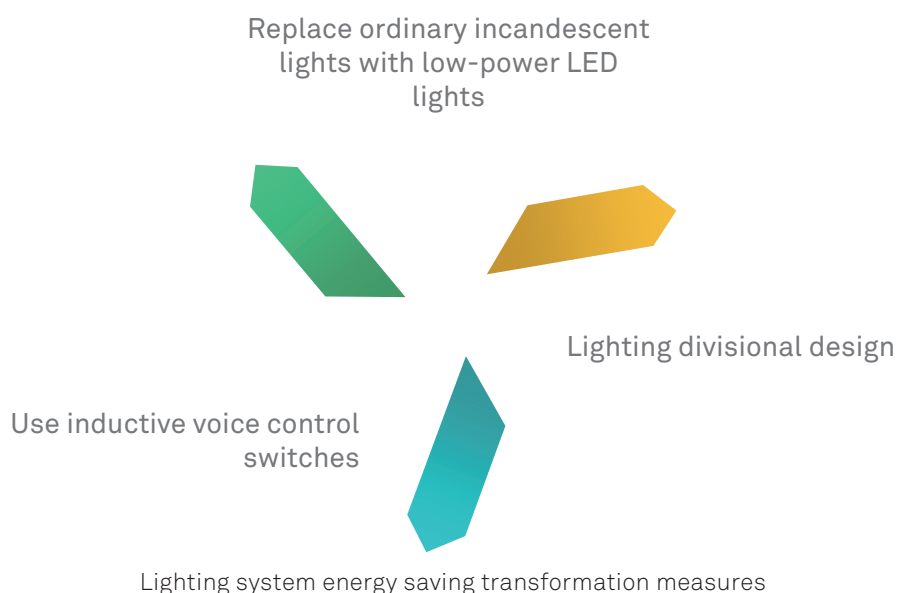 Replace ordinary incandescent
lights with low-power LED
lights
Lighting divisional design
Use inductive voice control
switches
Lighting system energy saving transformation measures